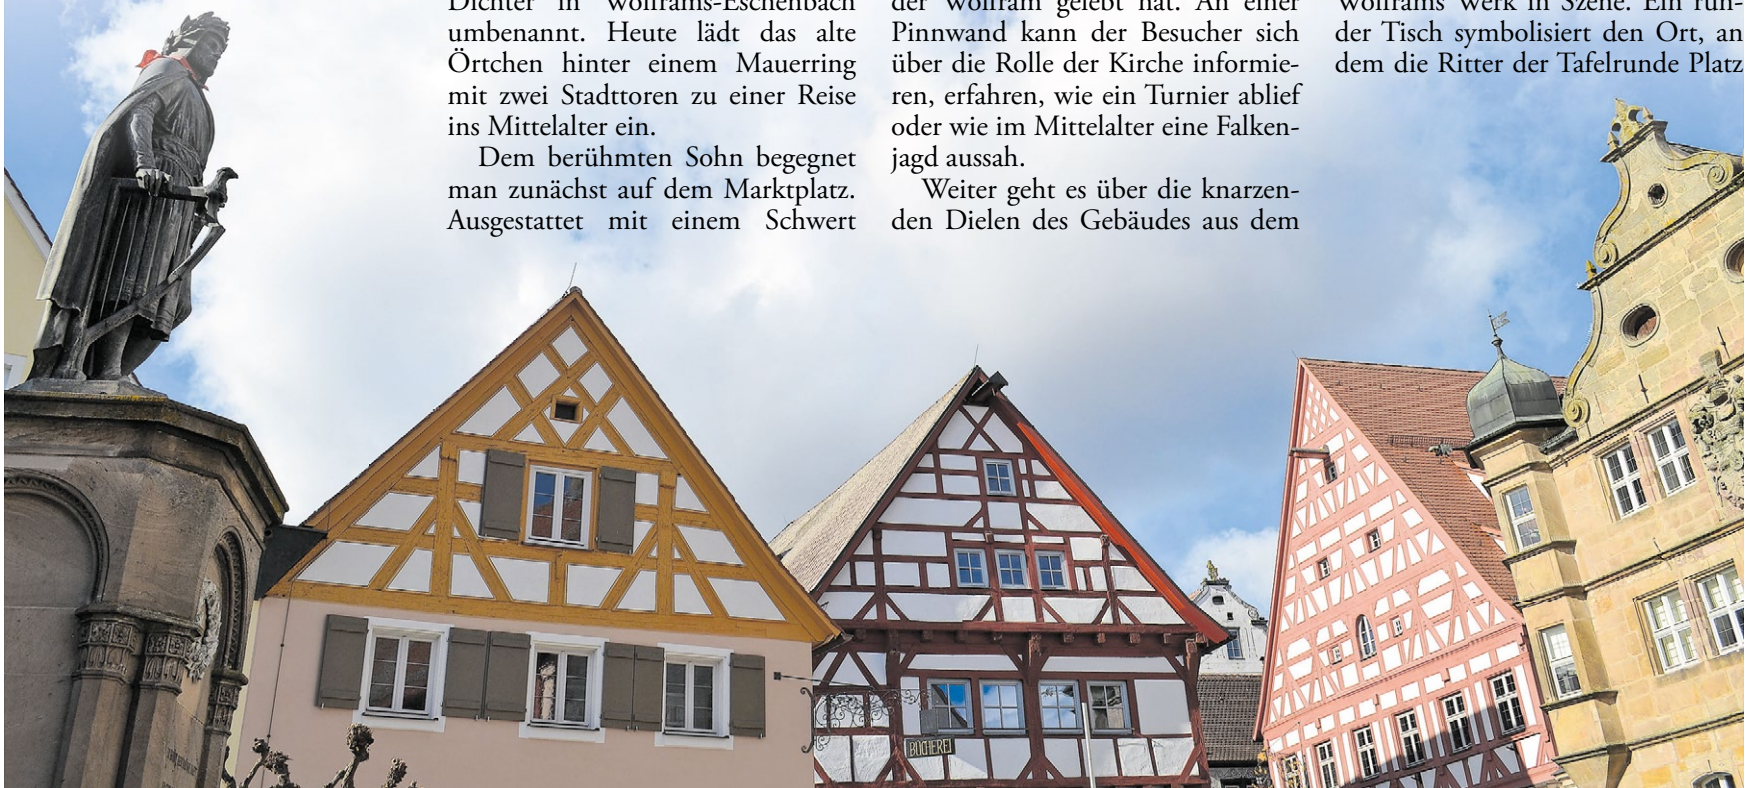 Dichter in Wolframs-Eschenbach
umbenannt. Heute lädt das alte
Örtchen hinter einem Mauerring
mit zwei Stadttoren zu einer Reise
ins Mittelalter ein.
Dem berühmten Sohn begegnet
man zunächst auf dem Marktplatz.
Ausgestattet mit einem Schwert
der Wolfram gelebt hat. An einer
Pinnwand kann der Besucher sich
über die Rolle der Kirche informie-
ren, erfahren, wie ein Turnier ablief
oder wie im Mittelalter eine Falken-
jagd aussah.
Weiter geht es über die knarzen-
den Dielen des Gebäudes aus dem
Wolframs Werk in Szene. Ein run-
der Tisch symbolisiert den Ort, an
dem die Ritter der Tafelrunde Platz
BÜCHEREI